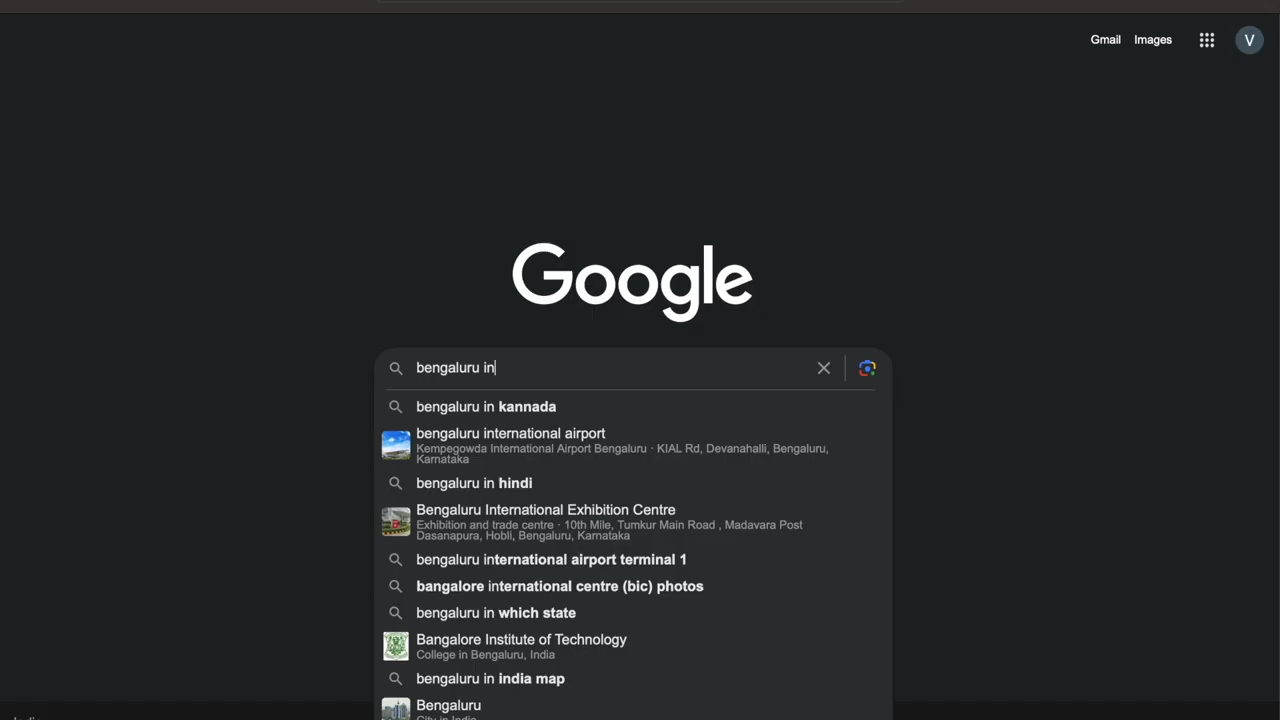 Gmail Images V
Google
bengaluru in
bengaluru in kannada
bengaluru international airport
Kempegowda International Airport Bengaluru · KIAL Rd, Devanahalli, Bengaluru,
Karnataka
bengaluru in hindi
Bengaluru International Exhibition Centre
Exhibition and trade centre · 10th Mile, Tumkur Main Road , Madavara Post
Dasanapura, Hobli, Bengaluru, Karnataka
bengaluru international airport terminal 1
bangalore international centre (bic) photos
bengaluru in which state
Bangalore Institute of Technology
College in Bengaluru, India
bengaluru in india map
Bengaluru
City in India